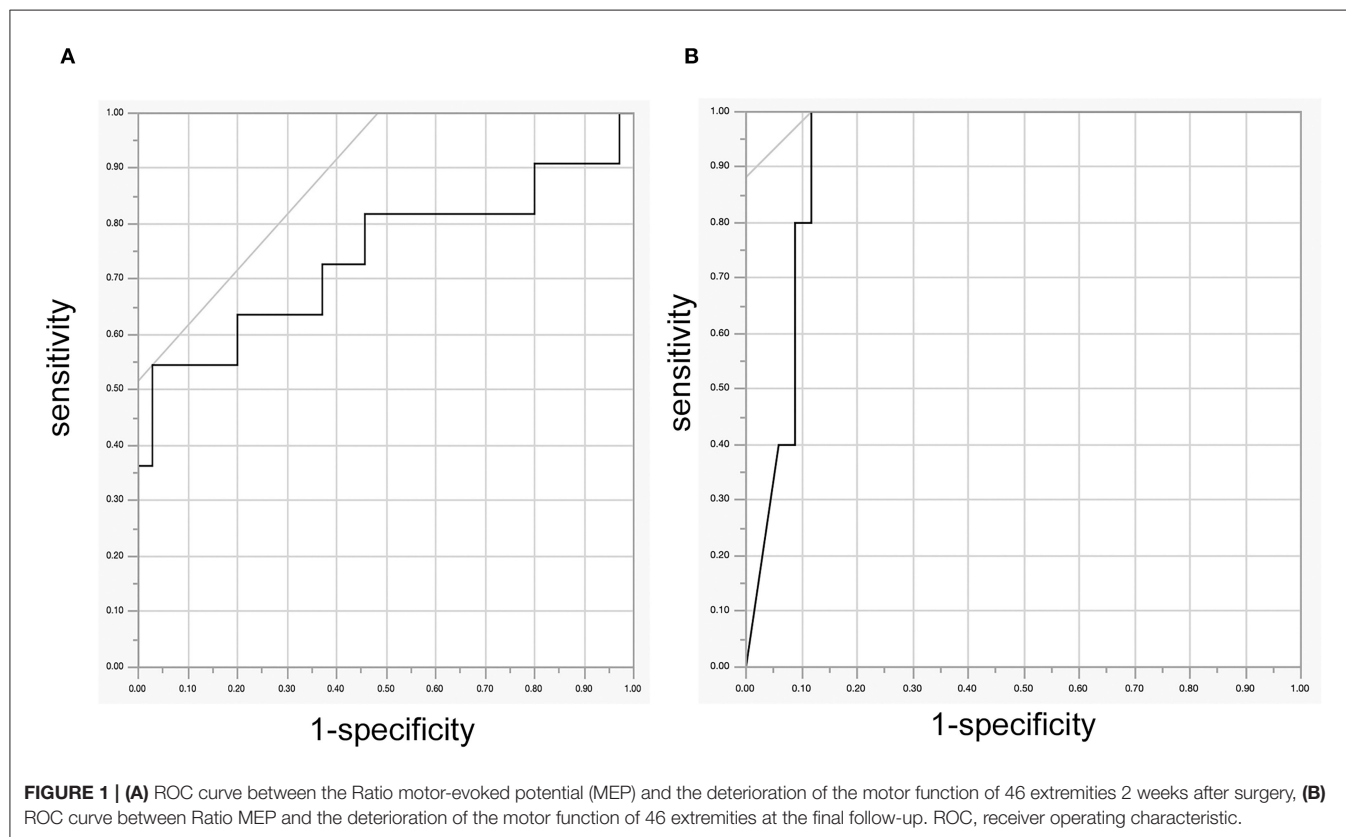 A
B
1.00
0.90
0.80
0.70
0.60
0.50
0.40
0.30
0.20
0.10
0.00
sensitivity
0.00 0.10 0.20 0.30 0.40 0.50 0.60 0.70 0.80 0.90 1.00
1-specificity
1.00
0.90
0.80
0.70
0.60
0.50
0.40
0.30
0.20
0.10
0.00
sensitivity
0.00 0.10 0.20 0.30 0.40 0.50 0.60 0.70 0.80 0.90 1.00
1-specificity
FIGURE 1 | (A) ROC curve between the Ratio motor-evoked potential (MEP) and the deterioration of the motor function of 46 extremities 2 weeks after surgery, (B)
ROC curve between Ratio MEP and the deterioration of the motor function of 46 extremities at the final follow-up. ROC, receiver operating characteristic.